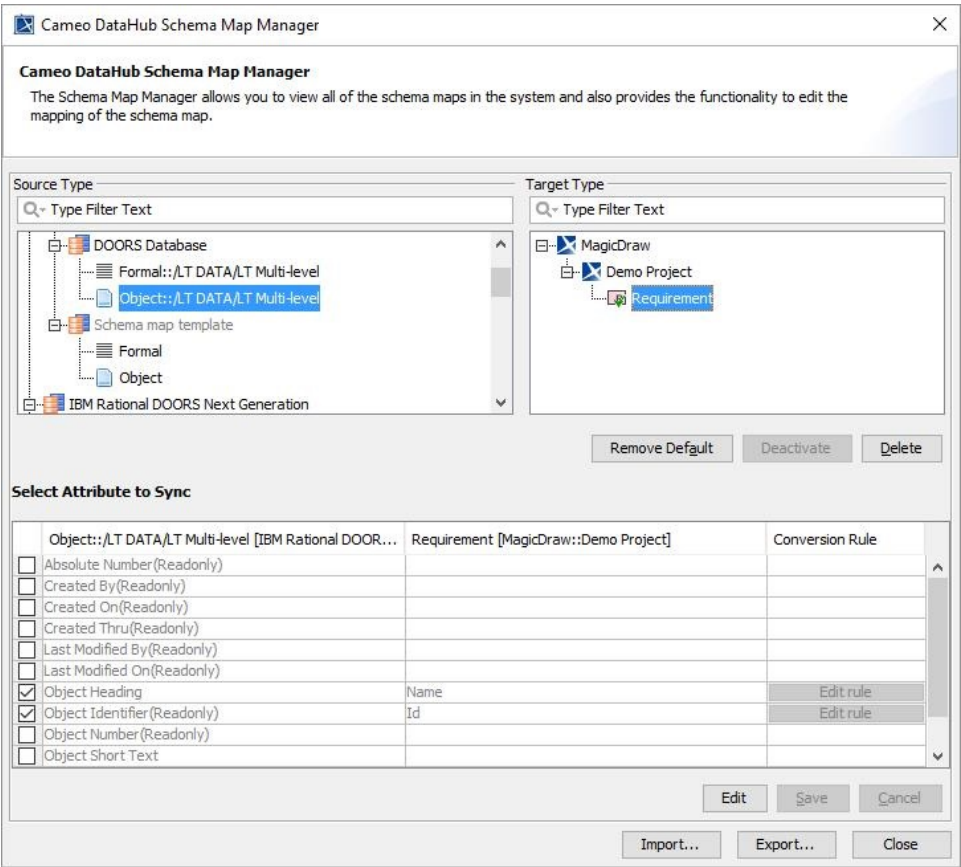 Cameo DataHub Schema Map Manager
Cameo DataHub Schema Map Manager
The Schema Map Manager allows you to view all of the schema maps in the system and also provides the functionality to edit the
mapping of the schema map.
Source Type
Target Type
Type Filter Text
Type Filter Text
DOORS Database
Formal::/LT DATA/LT Multi-level
Object::/LT DATA/LT Multi-level
Schema map template
Formal
Object
IBM Rational DOORS Next Generation
MagicDraw
Demo Project
Requirement
Remove Default Deactivate Delete
Select Attribute to Sync
Object::/LT DATA/LT Multi-level [IBM Rational DOOR... Requirement [MagicDraw::Demo Project] Conversion Rule
Absolute Number(Readonly)
Created By(Readonly)
Created On(Readonly)
Created Thru(Readonly)
Last Modified By(Readonly)
Last Modified On(Readonly)
Object Heading Name Edit rule
Object Identifier(Readonly) Id Edit rule
Object Number(Readonly)
Object Short Text
Edit Save Cancel
Import... Export... Close